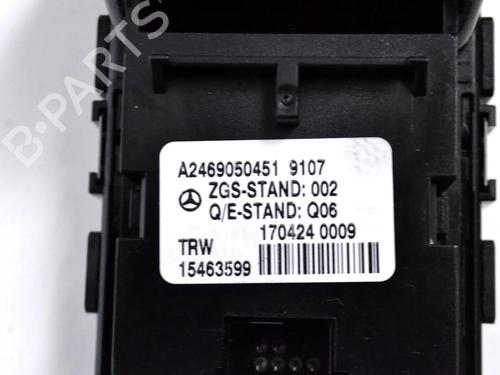 B-PARTS
A2469050451 9107
ZGS-STAND: 002
Q/E-STAND: Q06
170424 0009
TRW
15463599